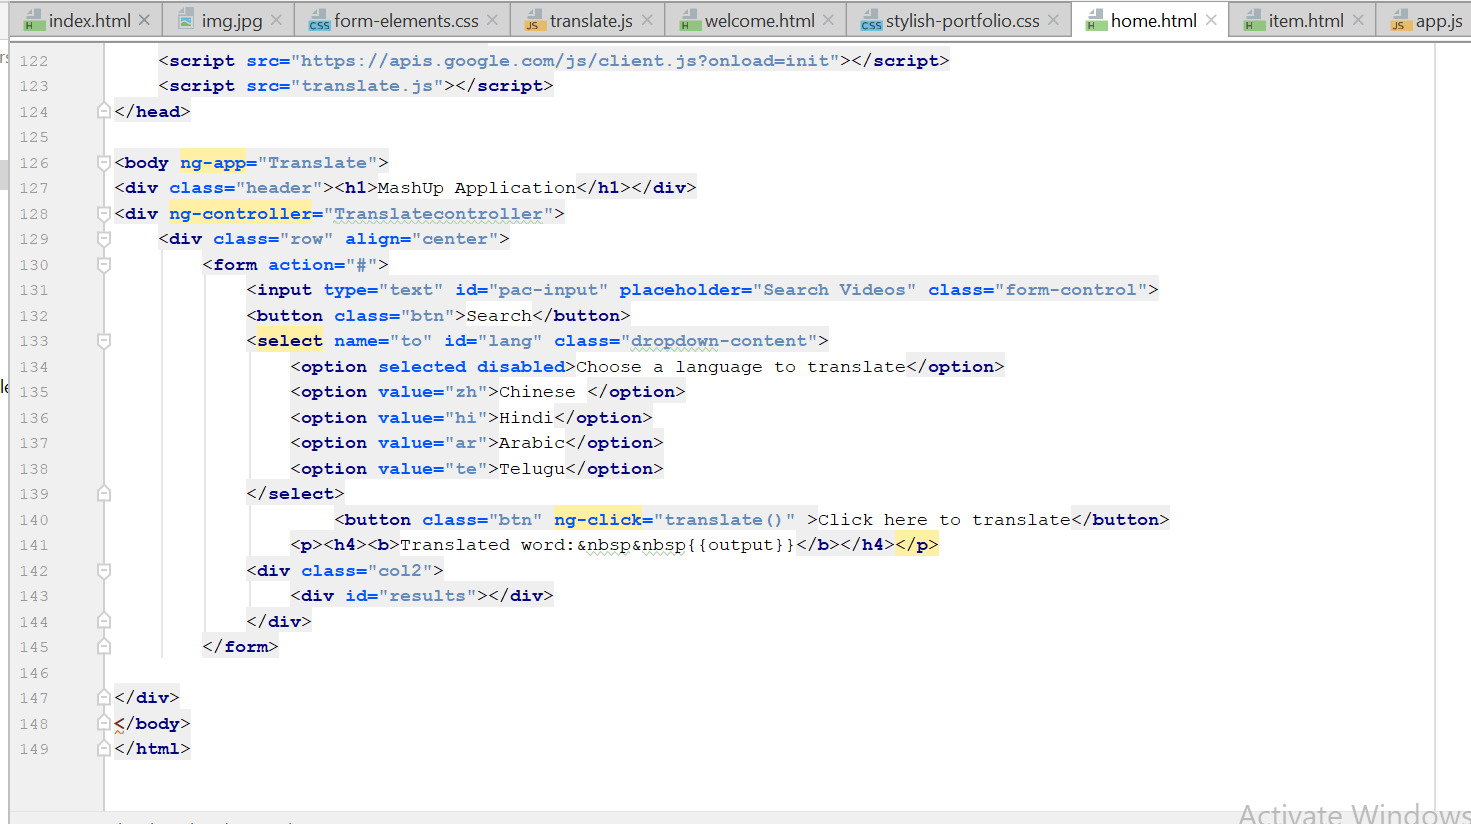 index.html img.jpg form-elements.css translate.js welcome.html stylish-portfolio.css home.html item.html app.js
122 <script src="https://apis.google.com/js/client.js?onload=init"></script>
123 <script src="translate.js"></script>
124 </head>
125
126 <body ng-app="Translate">
127 <div class="header"><h1>MashUp Application</h1></div>
128 <div ng-controller="Translatecontroller">
129 <div class="row" align="center">
130 <form action="#">
131 <input type="text" id="pac-input" placeholder="Search Videos" class="form-control">
132 <button class="btn">Search</button>
133 <select name="to" id="lang" class="dropdown-content">
134 <option selected disabled>Choose a language to translate</option>
135 <option value="zh">Chinese </option>
136 <option value="hi">Hindi</option>
137 <option value="ar">Arabic</option>
138 <option value="te">Telugu</option>
139 </select>
140 <button class="btn" ng-click="translate()" >Click here to translate</button>
141 <p><h4><b>Translated word:&nbsp&nbsp{{output}}</b></h4></p>
142 <div class="col2">
143 <div id="results"></div>
144 </div>
145 </form>
146
147 </div>
148 </body>
149 </html>
Activate Windows